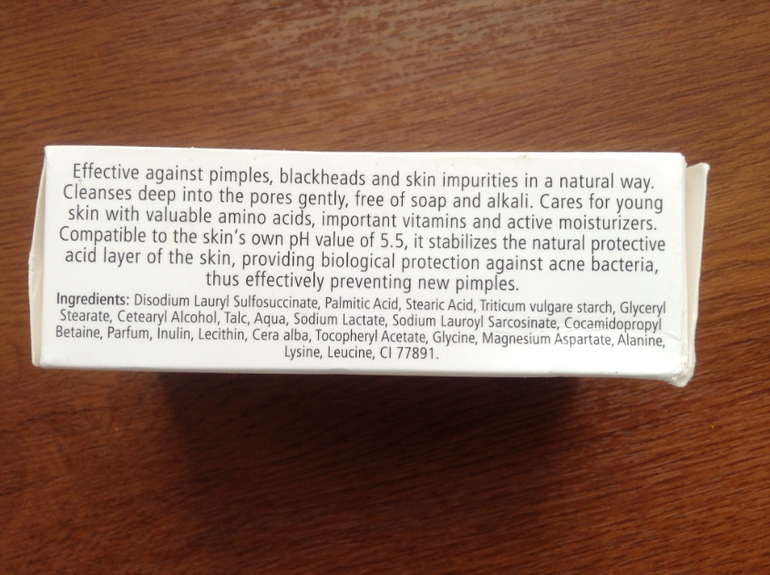 Effective against pimples, blackheads and skin impurities in a natural way.
Cleanses deep into the pores gently, free of soap and alkali. Cares for young
skin with valuable amino acids, important vitamins and active moisturizers.
Compatible to the skin's own pH value of 5.5, it stabilizes the natural protective
acid layer of the skin, providing biological protection against acne bacteria,
thus effectively preventing new pimples.
Ingredients: Disodium Lauryl Sulfosuccinate, Palmitic Acid, Stearic Acid, Triticum vulgare starch, Glyceryl
Stearate, Cetearyl Alcohol, Talc, Aqua, Sodium Lactate, Sodium Lauroyl Sarcosinate, Cocamidopropyl
Betaine, Parfum, Inulin, Lecithin, Cera alba, Tocopheryl Acetate, Glycine, Magnesium Aspartate, Alanine,
Lysine, Leucine, CI 77891.